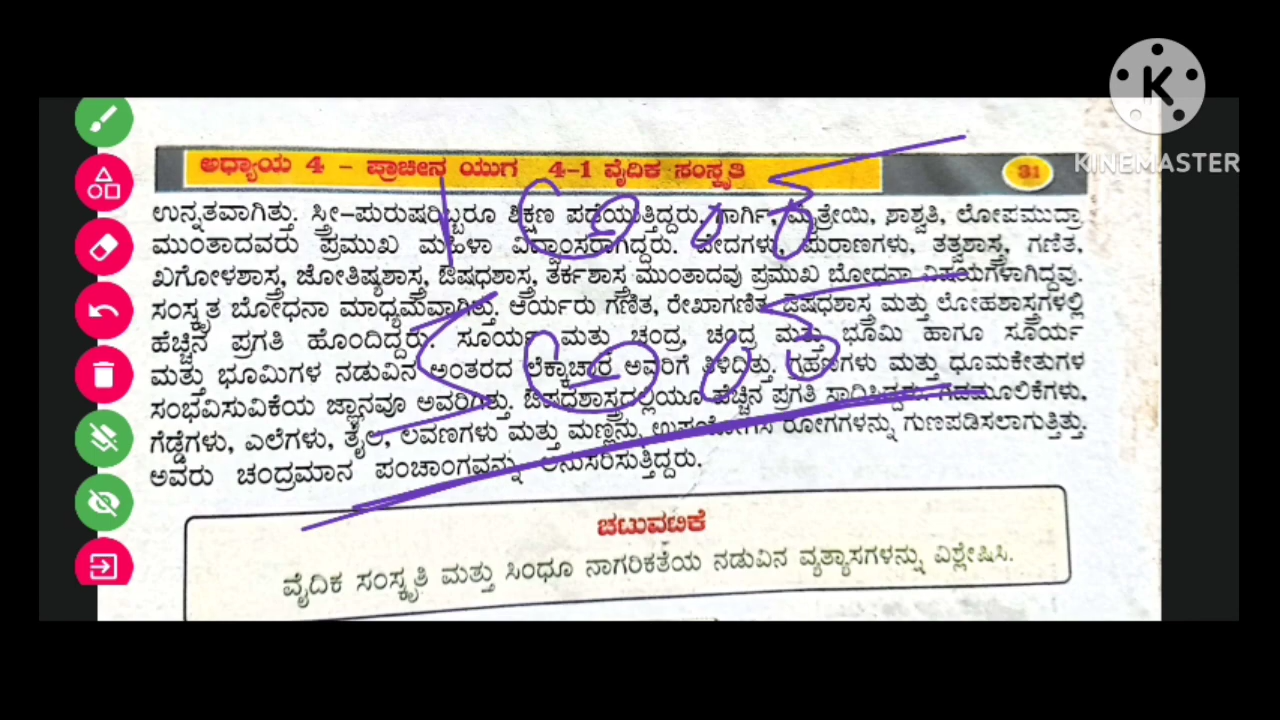 KINEMASTER
ಅಧ್ಯಾಯ 4 – ಪ್ರಾಚೀನ ಯುಗ 4-1 ವೈದಿಕ ಸಂಸ್ಕೃತಿ 31
ಉನ್ನತವಾಗಿತ್ತು. ಸ್ತ್ರೀ-ಪುರುಷರಿಬ್ಬರೂ ಶಿಕ್ಷಣ ಪಡೆಯುತ್ತಿದ್ದರು. ಗಾರ್ಗಿ, ಮೈತ್ರೇಯಿ, ಸಾಶ್ವತಿ, ಲೋಪಮುದ್ರಾ
ಮುಂತಾದವರು ಪ್ರಮುಖ ಮಹಿಳಾ ವಿದ್ವಾಂಸರಾಗಿದ್ದರು. ವೇದಗಳು, ಪುರಾಣಗಳು, ತತ್ವಶಾಸ್ತ್ರ, ಗಣಿತ,
ಖಗೋಳಶಾಸ್ತ್ರ, ಜೋತಿಷ್ಯಶಾಸ್ತ್ರ, ಔಷಧಶಾಸ್ತ್ರ, ತರ್ಕಶಾಸ್ತ್ರ ಮುಂತಾದವು ಪ್ರಮುಖ ಬೋಧನಾ ವಿಷಯಗಳಾಗಿದ್ದವು.
ಸಂಸ್ಕೃತ ಬೋಧನಾ ಮಾಧ್ಯಮವಾಗಿತ್ತು. ಆರ್ಯರು ಗಣಿತ, ರೇಖಾಗಣಿತ, ಔಷಧಶಾಸ್ತ್ರ ಮತ್ತು ಲೋಹಶಾಸ್ತ್ರಗಳಲ್ಲಿ
ಹೆಚ್ಚಿನ ಪ್ರಗತಿ ಹೊಂದಿದ್ದರು. ಸೂರ್ಯ ಮತ್ತು ಚಂದ್ರ, ಚಂದ್ರ ಮತ್ತು ಭೂಮಿ ಹಾಗೂ ಸೂರ್ಯ
ಮತ್ತು ಭೂಮಿಗಳ ನಡುವಿನ ಅಂತರದ ಲೆಕ್ಕಾಚಾರ ಅವರಿಗೆ ತಿಳಿದಿತ್ತು. ಗ್ರಹಣಗಳು ಮತ್ತು ಧೂಮಕೇತುಗಳ
ಸಂಭವಿಸುವಿಕೆಯ ಜ್ಞಾನವೂ ಅವರಿಗಿತ್ತು. ಔಷದಶಾಸ್ತ್ರದಲ್ಲಿಯೂ ಹೆಚ್ಚಿನ ಪ್ರಗತಿ ಸಾಧಿಸಿದ್ದರು. ಗಿಡಮೂಲಿಕೆಗಳು,
ಗೆಡ್ಡೆಗಳು, ಎಲೆಗಳು, ತೈಲ, ಲವಣಗಳು ಮತ್ತು ಮಣ್ಣನ್ನು ಉಪಯೋಗಿಸಿ ರೋಗಗಳನ್ನು ಗುಣಪಡಿಸಲಾಗುತ್ತಿತ್ತು.
ಅವರು ಚಂದ್ರಮಾನ ಪಂಚಾಂಗವನ್ನು ಅನುಸರಿಸುತ್ತಿದ್ದರು.
ಚಟುವಟಿಕೆ
ವೈದಿಕ ಸಂಸ್ಕೃತಿ ಮತ್ತು ಸಿಂಧೂ ನಾಗರಿಕತೆಯ ನಡುವಿನ ವ್ಯತ್ಯಾಸಗಳನ್ನು ವಿಶ್ಲೇಷಿಸಿ.